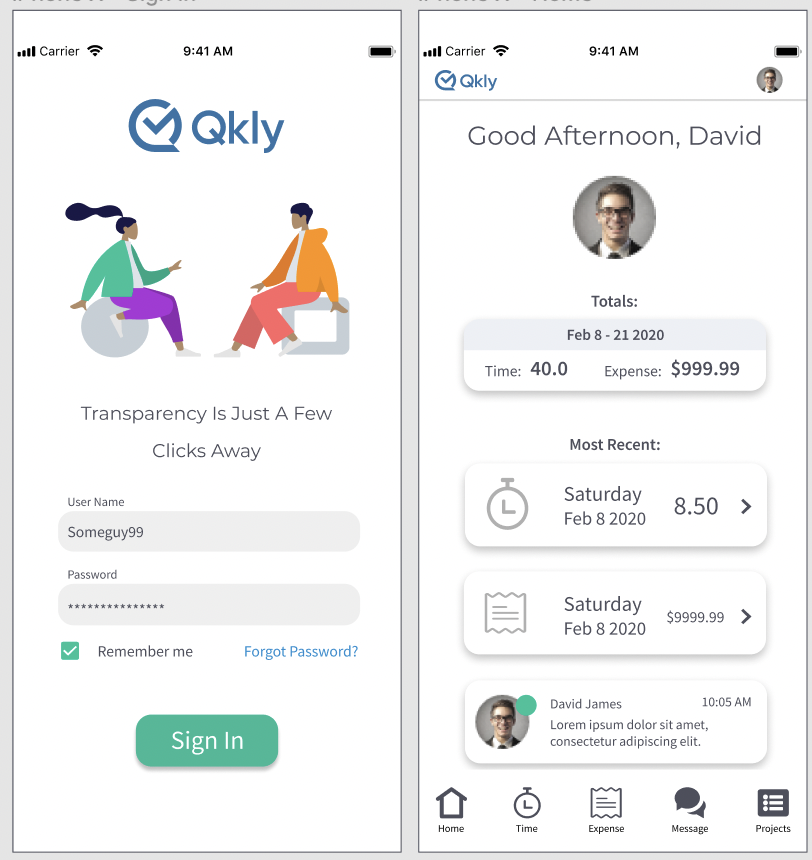 Carrier
9:41 AM
Qkly
Transparency Is Just A Few
Clicks Away
User Name
Someguy99
Password
***************
Remember me
Forgot Password?
Sign In
Carrier
9:41 AM
Qkly
Good Afternoon, David
Totals:
Feb 8 - 21 2020
Time: 40.0
Expense: $999.99
Most Recent:
Saturday
Feb 8 2020
8.50
Saturday
Feb 8 2020
$9999.99
David James
10:05 AM
Lorem ipsum dolor sit amet,
consectetur adipiscing elit.
Home
Time
Expense
Message
Projects